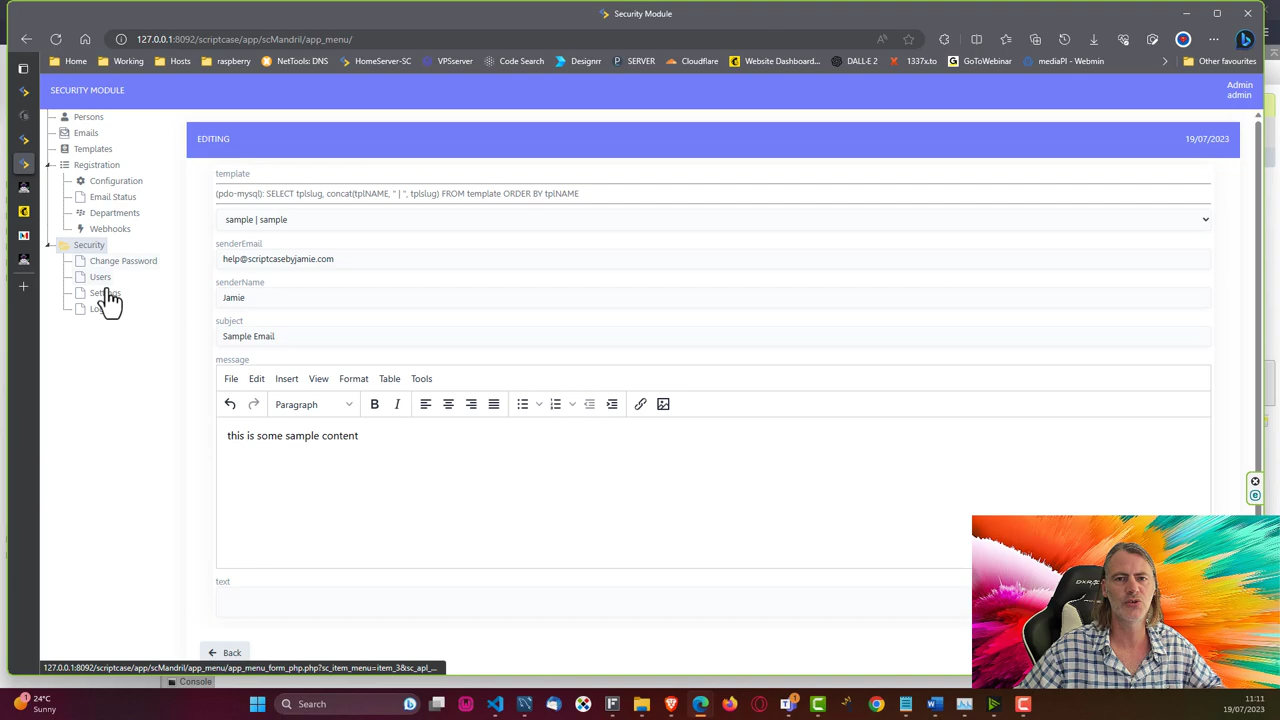 Security Module
127.0.0.1:8092/scriptcase/app/scMandril/app_menu/
Home
Working
Hosts
raspberry
NetTools: DNS
HomeServer-SC
VPSserver
Code Search
Designrr
SERVER
Cloudflare
Website Dashboard...
DALL·E 2
1337x.to
GoToWebinar
mediaPI - Webmin
Other favourites
SECURITY MODULE
Admin
admin
Persons
Emails
Templates
Registration
Configuration
Email Status
Departments
Webhooks
Security
Change Password
Users
EDITING
19/07/2023
template
(pdo-mysql): SELECT tplslug, concat(tplNAME, " | ", tplslug) FROM template ORDER BY tplNAME
sample | sample
senderEmail
help@scriptcasebyjamie.com
senderName
Jamie
subject
Sample Email
message
File Edit Insert View Format Table Tools
Paragraph
B I
this is some sample content
text
Back
127.0.0.1:8092/scriptcase/app/scMandril/app_menu/app_menu_form_php.php?sc_item_menu=item_3&sc_apl_...
Console
24°C
Sunny
Search
11:11
19/07/2023